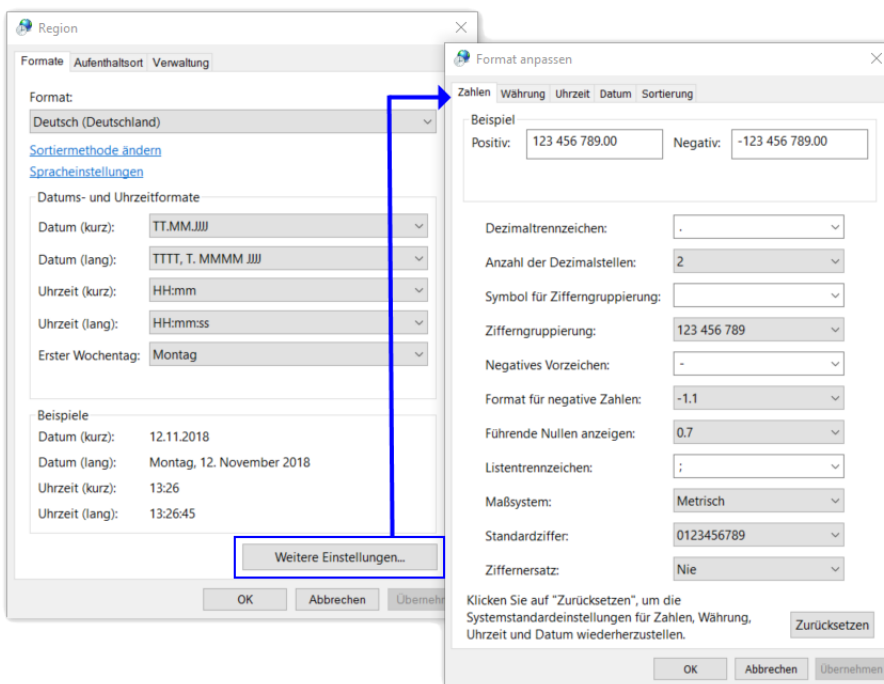 Region
Formate Aufenthaltsort Verwaltung
Format:
Deutsch (Deutschland)
Sortiermethode ändern
Spracheinstellungen
Datums- und Uhrzeitformate
Datum (kurz): TT.MM.JJJJ
Datum (lang): TTTT, T. MMMM JJJJ
Uhrzeit (kurz): HH:mm
Uhrzeit (lang): HH:mm:ss
Erster Wochentag: Montag
Beispiele
Datum (kurz): 12.11.2018
Datum (lang): Montag, 12. November 2018
Uhrzeit (kurz): 13:26
Uhrzeit (lang): 13:26:45
Weitere Einstellungen...
OK Abbrechen Übernehm
Format anpassen
Zahlen Währung Uhrzeit Datum Sortierung
Beispiel
Positiv: 123 456 789.00 Negativ: -123 456 789.00
Dezimaltrennzeichen: .
Anzahl der Dezimalstellen: 2
Symbol für Zifferngruppierung:
Zifferngruppierung: 123 456 789
Negatives Vorzeichen: -
Format für negative Zahlen: -1.1
Führende Nullen anzeigen: 0.7
Listentrennzeichen: ;
Maßsystem: Metrisch
Standardziffer: 0123456789
Ziffernersatz: Nie
Klicken Sie auf "Zurücksetzen", um die
Systemstandardeinstellungen für Zahlen, Währung,
Uhrzeit und Datum wiederherzustellen.
Zurücksetzen
OK Abbrechen Übernehmen